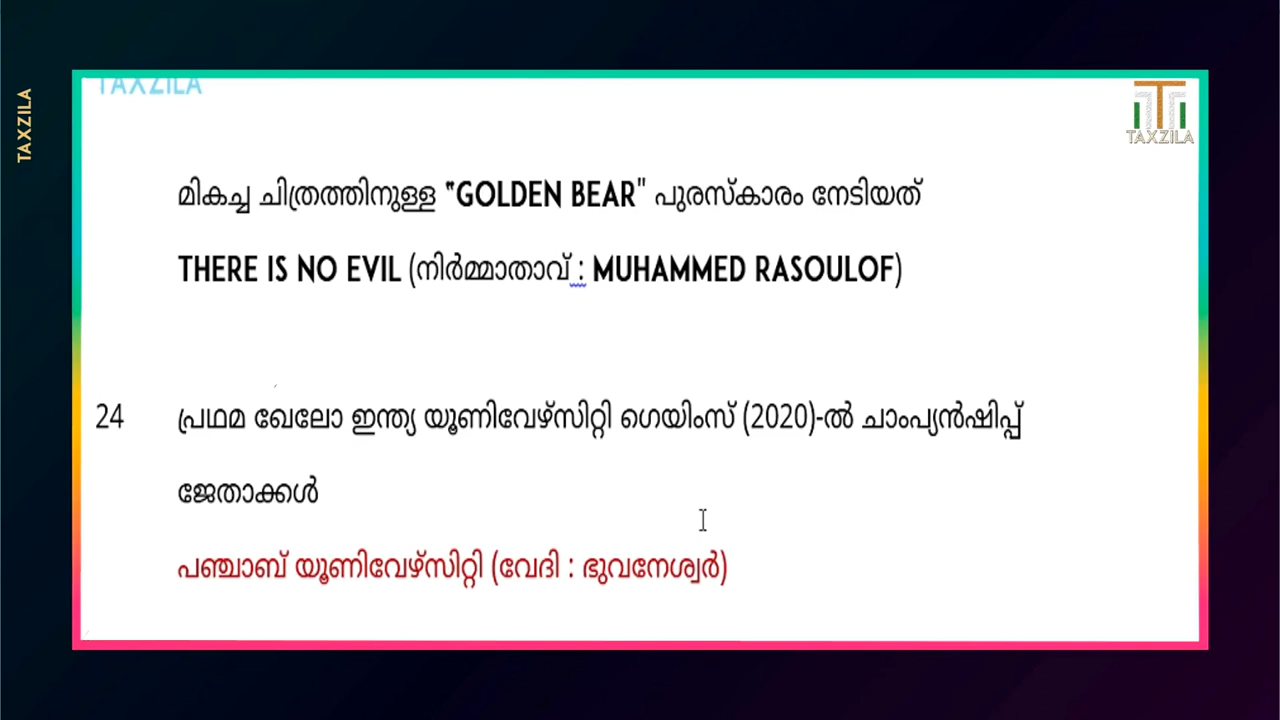 TAXZILA
TAXZILA
TAXZILA
മികച്ച ചിത്രത്തിനുള്ള "GOLDEN BEAR" പുരസ്കാരം നേടിയത്
THERE IS NO EVIL (നിർമ്മാതാവ് : MUHAMMED RASOULOF)
24 പ്രഥമ ഖേലോ ഇന്ത്യ യൂണിവേഴ്സിറ്റി ഗെയിംസ് (2020)-ൽ ചാംപ്യൻഷിപ്പ്
ജേതാക്കൾ
പഞ്ചാബ് യൂണിവേഴ്സിറ്റി (വേദി : ഭുവനേശ്വർ)